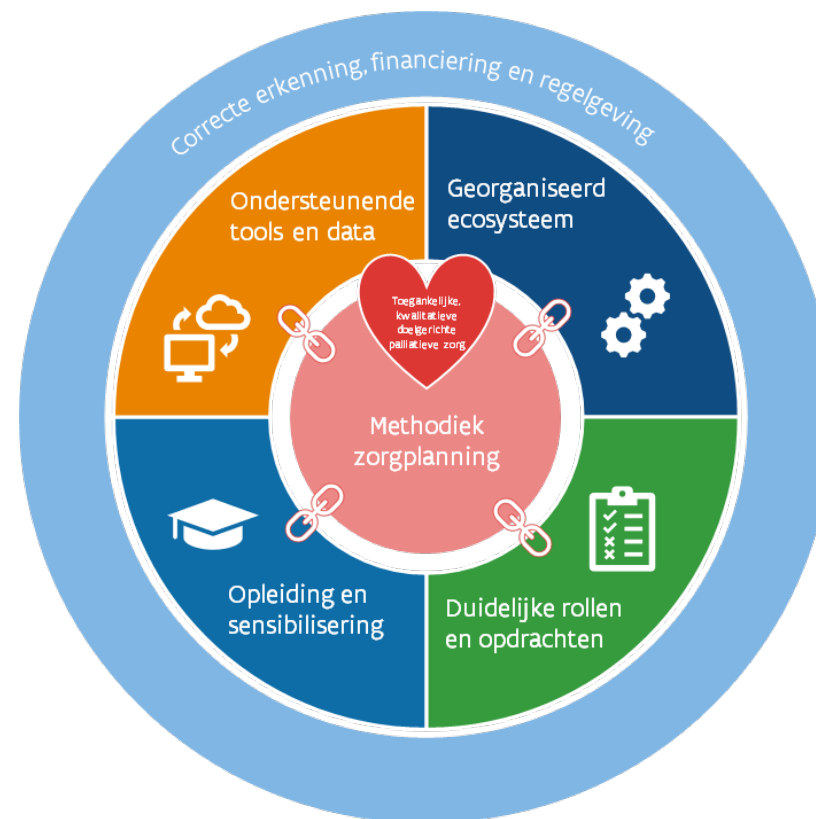 Correcte erkenning, financiering en regelgeving
Ondersteunende
tools en data
Georganiseerd
ecosysteem
Toegankelijke,
kwalitatieve
doelgerichte
palliatieve zorg
Methodiek
zorgplanning
Opleiding en
sensibilisering
Duidelijke rollen
en opdrachten